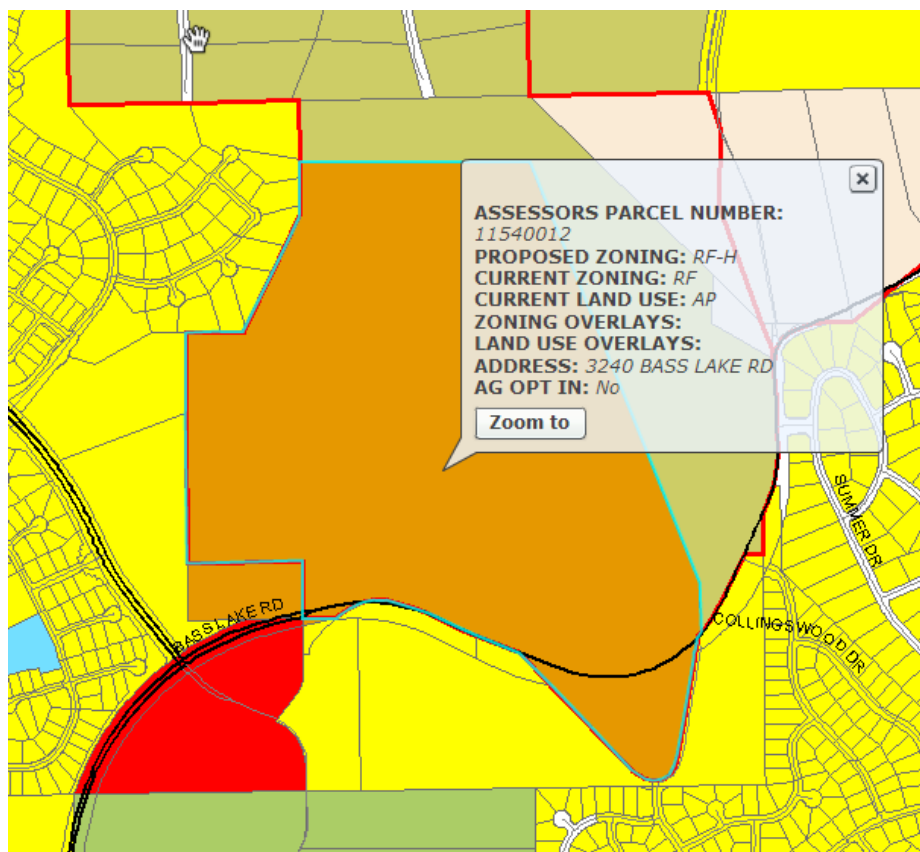 ASSESSORS PARCEL NUMBER:
11540012
PROPOSED ZONING: RF-H
CURRENT ZONING: RF
CURRENT LAND USE: AP
ZONING OVERLAYS:
LAND USE OVERLAYS:
ADDRESS: 3240 BASS LAKE RD
AG OPT IN: No
Zoom to
SUMMER DR
BASS LAKE RD
COLLINGSWOOD DR